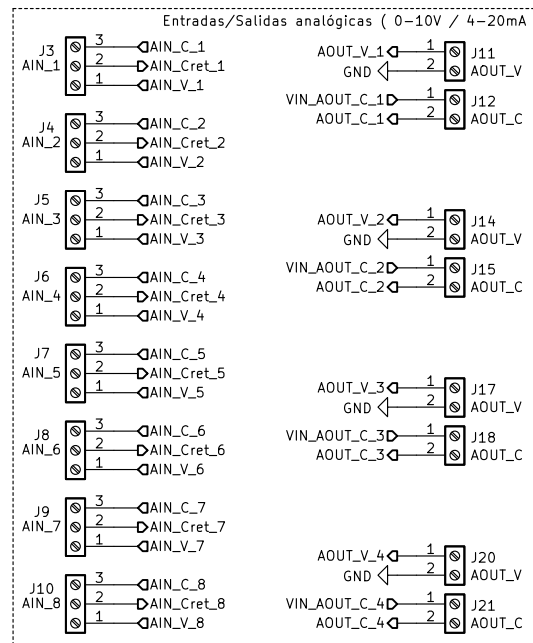 Entradas/Salidas analógicas ( 0-10V / 4-20mA
J3
AIN_1
3 AIN_C_1
2 AIN_Cret_1
1 AIN_V_1
J4
AIN_2
3 AIN_C_2
2 AIN_Cret_2
1 AIN_V_2
J5
AIN_3
3 AIN_C_3
2 AIN_Cret_3
1 AIN_V_3
J6
AIN_4
3 AIN_C_4
2 AIN_Cret_4
1 AIN_V_4
J7
AIN_5
3 AIN_C_5
2 AIN_Cret_5
1 AIN_V_5
J8
AIN_6
3 AIN_C_6
2 AIN_Cret_6
1 AIN_V_6
J9
AIN_7
3 AIN_C_7
2 AIN_Cret_7
1 AIN_V_7
J10
AIN_8
3 AIN_C_8
2 AIN_Cret_8
1 AIN_V_8
AOUT_V_1 1 J11
GND 2 AOUT_V
VIN_AOUT_C_1 1 J12
AOUT_C_1 2 AOUT_C
AOUT_V_2 1 J14
GND 2 AOUT_V
VIN_AOUT_C_2 1 J15
AOUT_C_2 2 AOUT_C
AOUT_V_3 1 J17
GND 2 AOUT_V
VIN_AOUT_C_3 1 J18
AOUT_C_3 2 AOUT_C
AOUT_V_4 1 J20
GND 2 AOUT_V
VIN_AOUT_C_4 1 J21
AOUT_C_4 2 AOUT_C